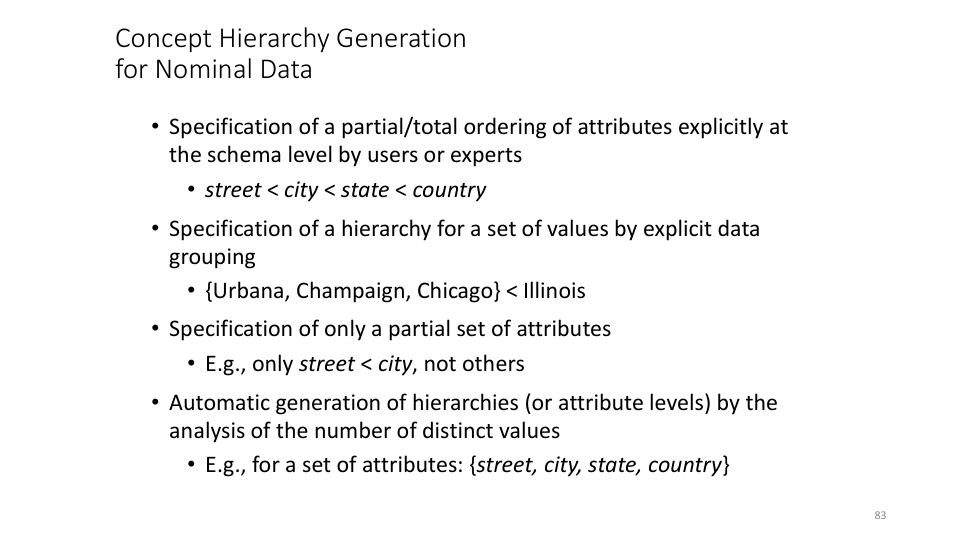 Concept Hierarchy Generation
for Nominal Data
• Specification of a partial/total ordering of attributes explicitly at
the schema level by users or experts
• street < city < state < country
• Specification of a hierarchy for a set of values by explicit data
grouping
• {Urbana, Champaign, Chicago} < Illinois
• Specification of only a partial set of attributes
• E.g., only street < city, not others
• Automatic generation of hierarchies (or attribute levels) by the
analysis of the number of distinct values
• E.g., for a set of attributes: {street, city, state, country}
83